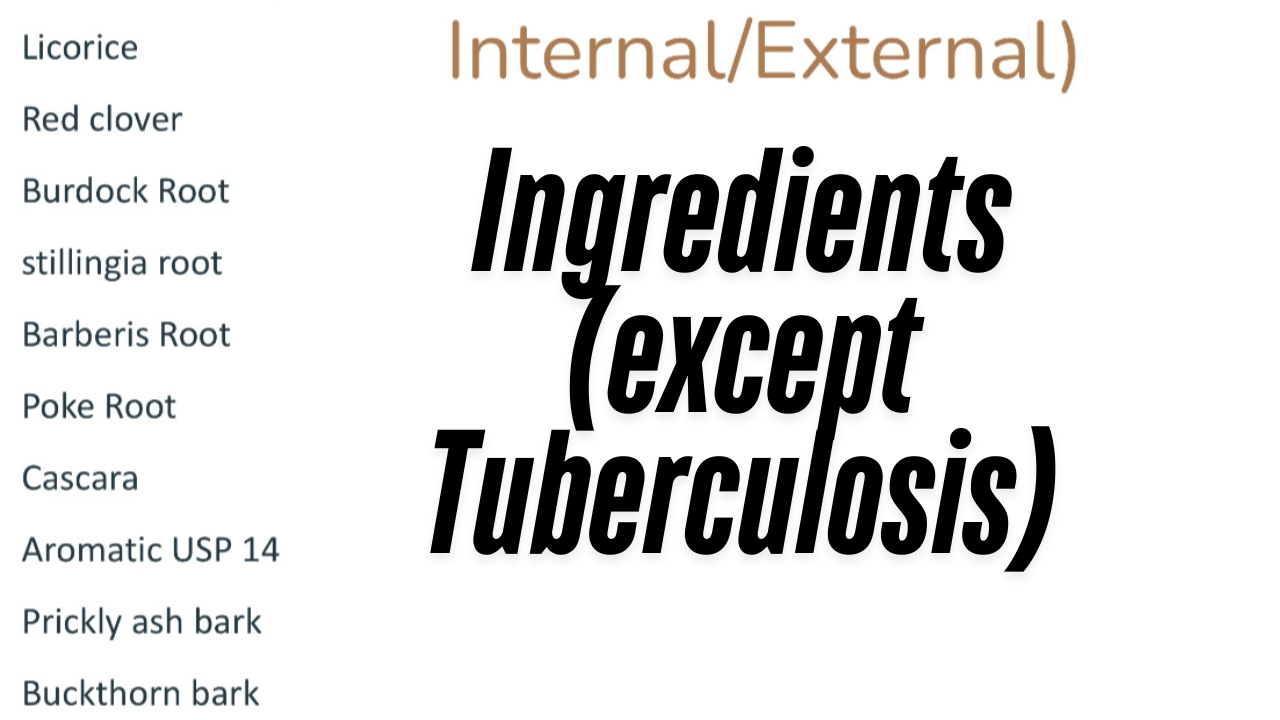 Licorice
Red clover
Burdock Root
stillingia root
Barberis Root
Poke Root
Cascara
Aromatic USP 14
Prickly ash bark
Buckthorn bark
Internal/External)
Ingredients
(except
Tuberculosis)